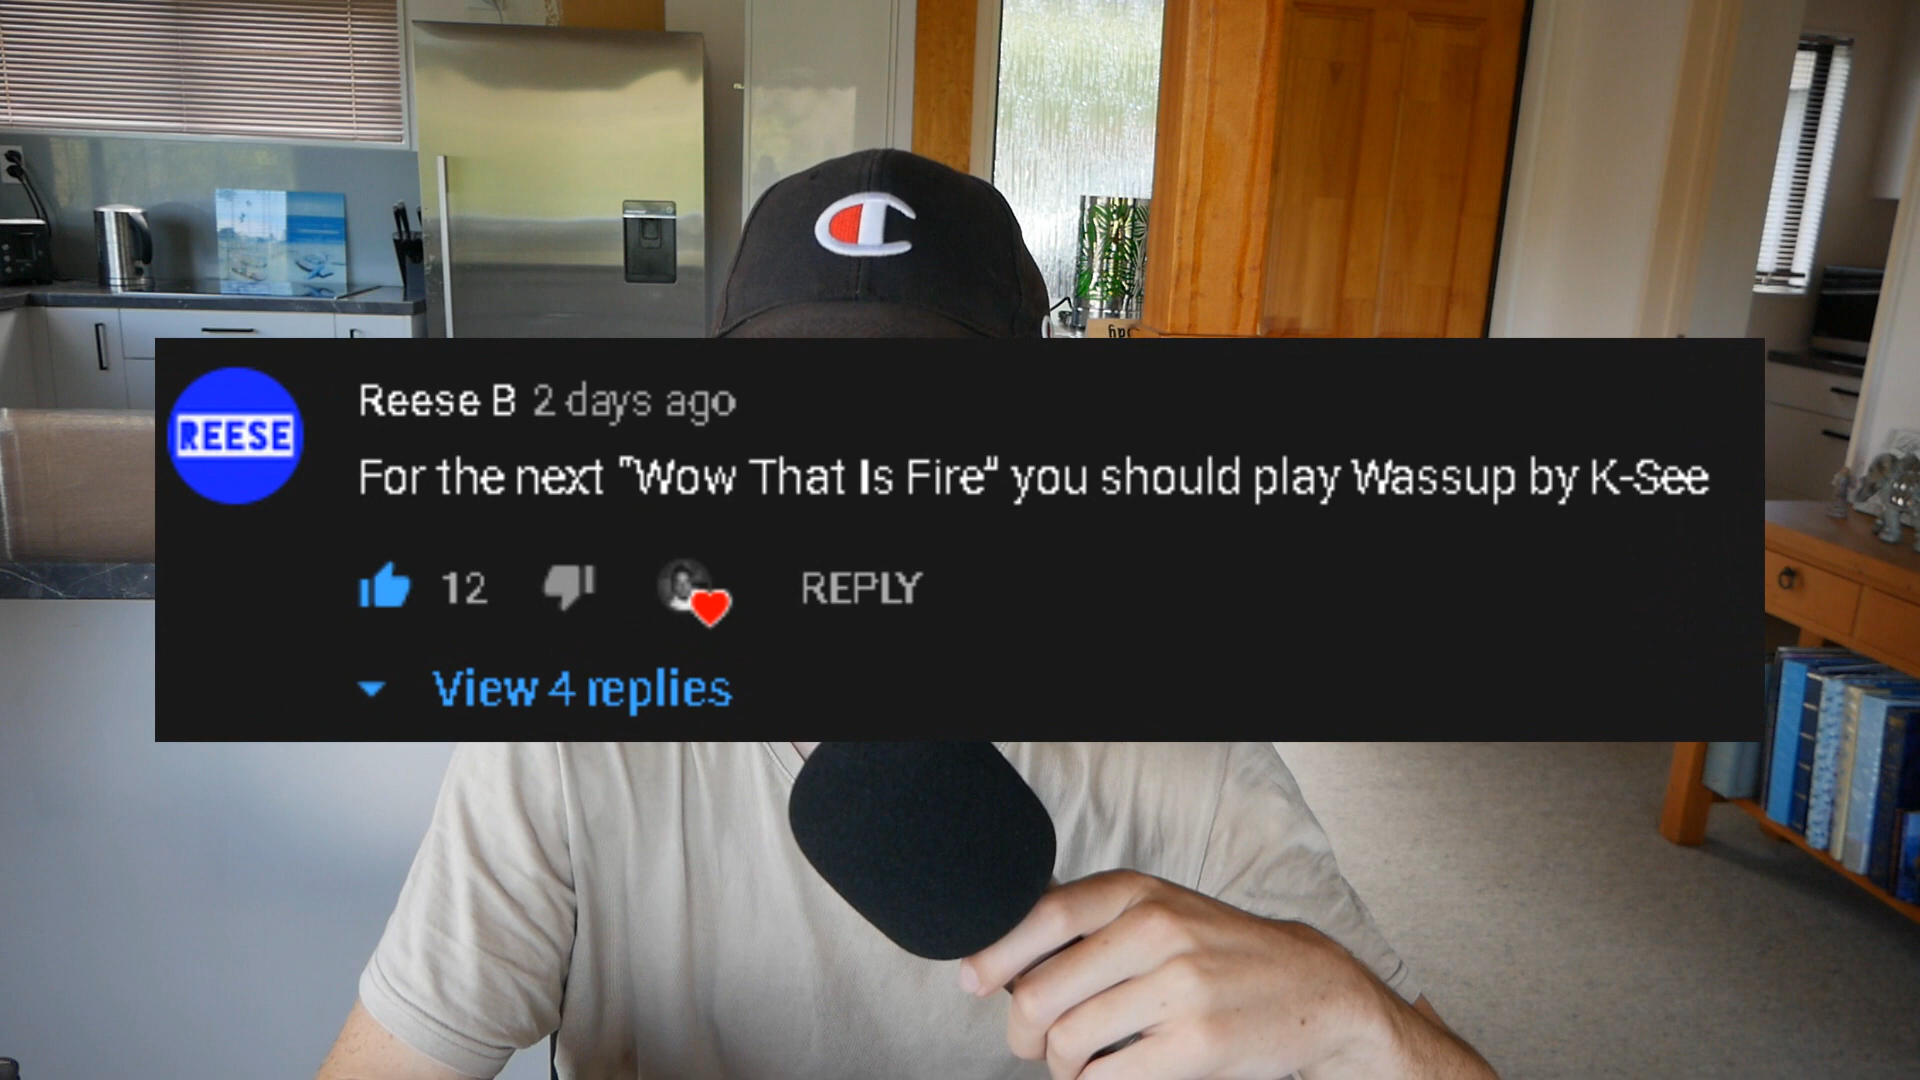 REESE
Reese B 2 days ago
For the next "Wow That Is Fire" you should play Wassup by K-See
12
REPLY
View 4 replies